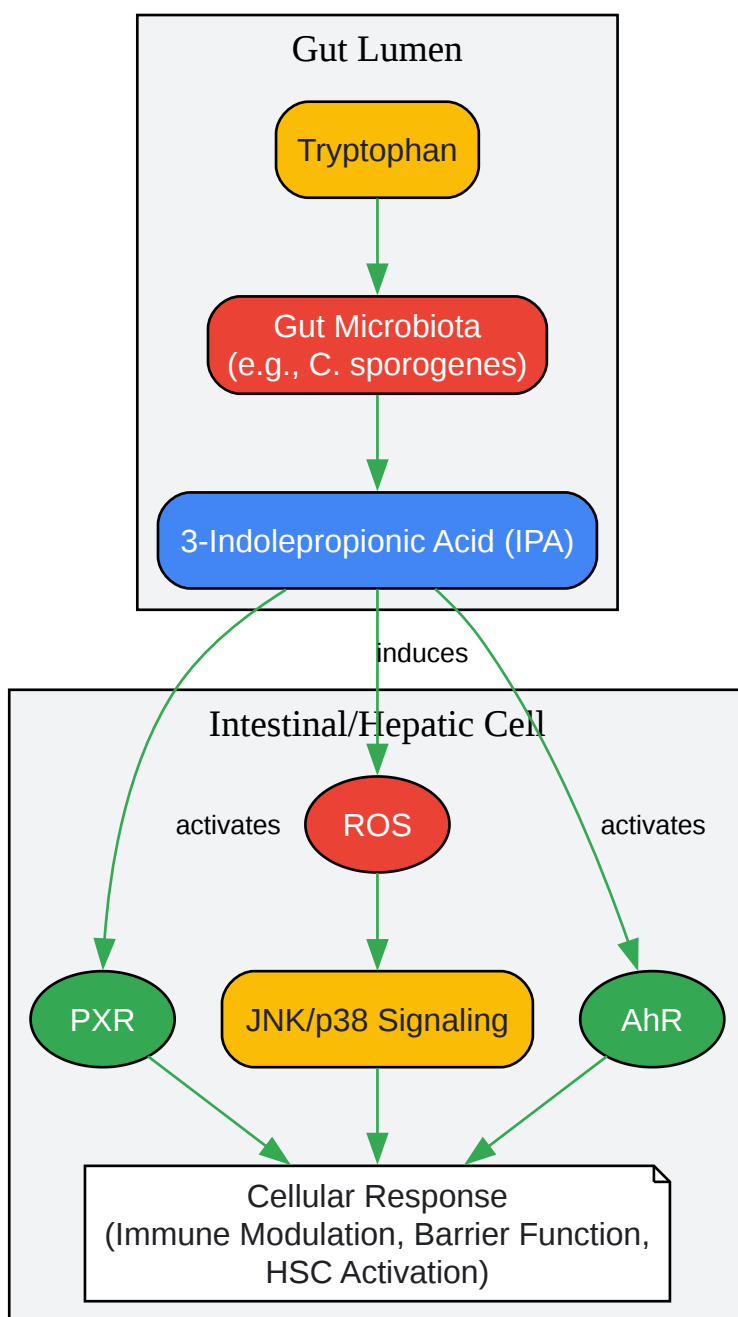 Gut Lumen
Tryptophan
Gut Microbiota
(e.g., C. sporogenes)
3-Indolepropionic Acid (IPA)
induces
Intestinal/Hepatic Cell
activates
ROS
activates
PXR
JNK/p38 Signaling
AhR
Cellular Response
(Immune Modulation, Barrier Function,
HSC Activation)